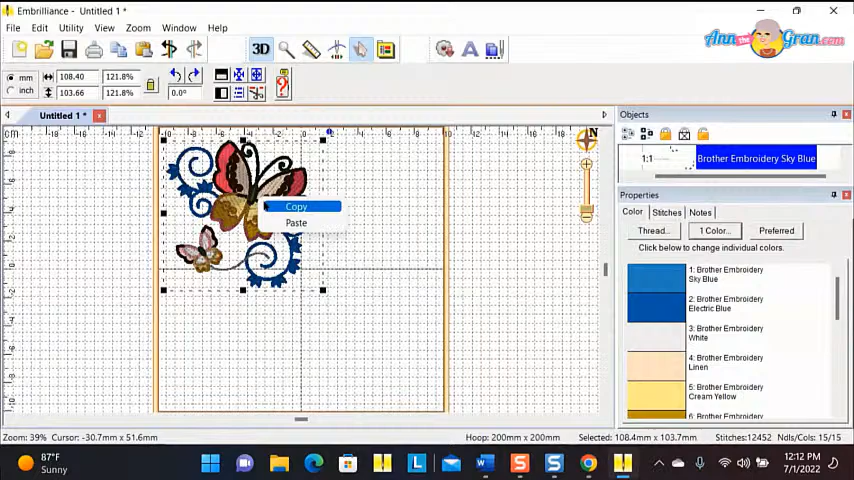 Embrilliance - Untitled 1 *
Ann the Gran.com
File Edit Utility View Zoom Window Help
3D
mm
inch
108.40 121.8%
103.66 121.8%
0.0°
Untitled 1 *
Objects
1:1 Brother Embroidery Sky Blue
N
Copy
Paste
Properties
Color Stitches Notes
Thread... 1 Color... Preferred
Click below to change individual colors.
1: Brother Embroidery
Sky Blue
2: Brother Embroidery
Electric Blue
3: Brother Embroidery
White
4: Brother Embroidery
Linen
5: Brother Embroidery
Cream Yellow
6: Brother Embroidery
Zoom: 39% Cursor: -30.7mm x 51.6mm Hoop: 200mm x 200mm Selected: 108.4mm x 103.7mm Stitches:12452 Ndls/Cols: 15/15
87°F
Sunny
12:12 PM
7/1/2022